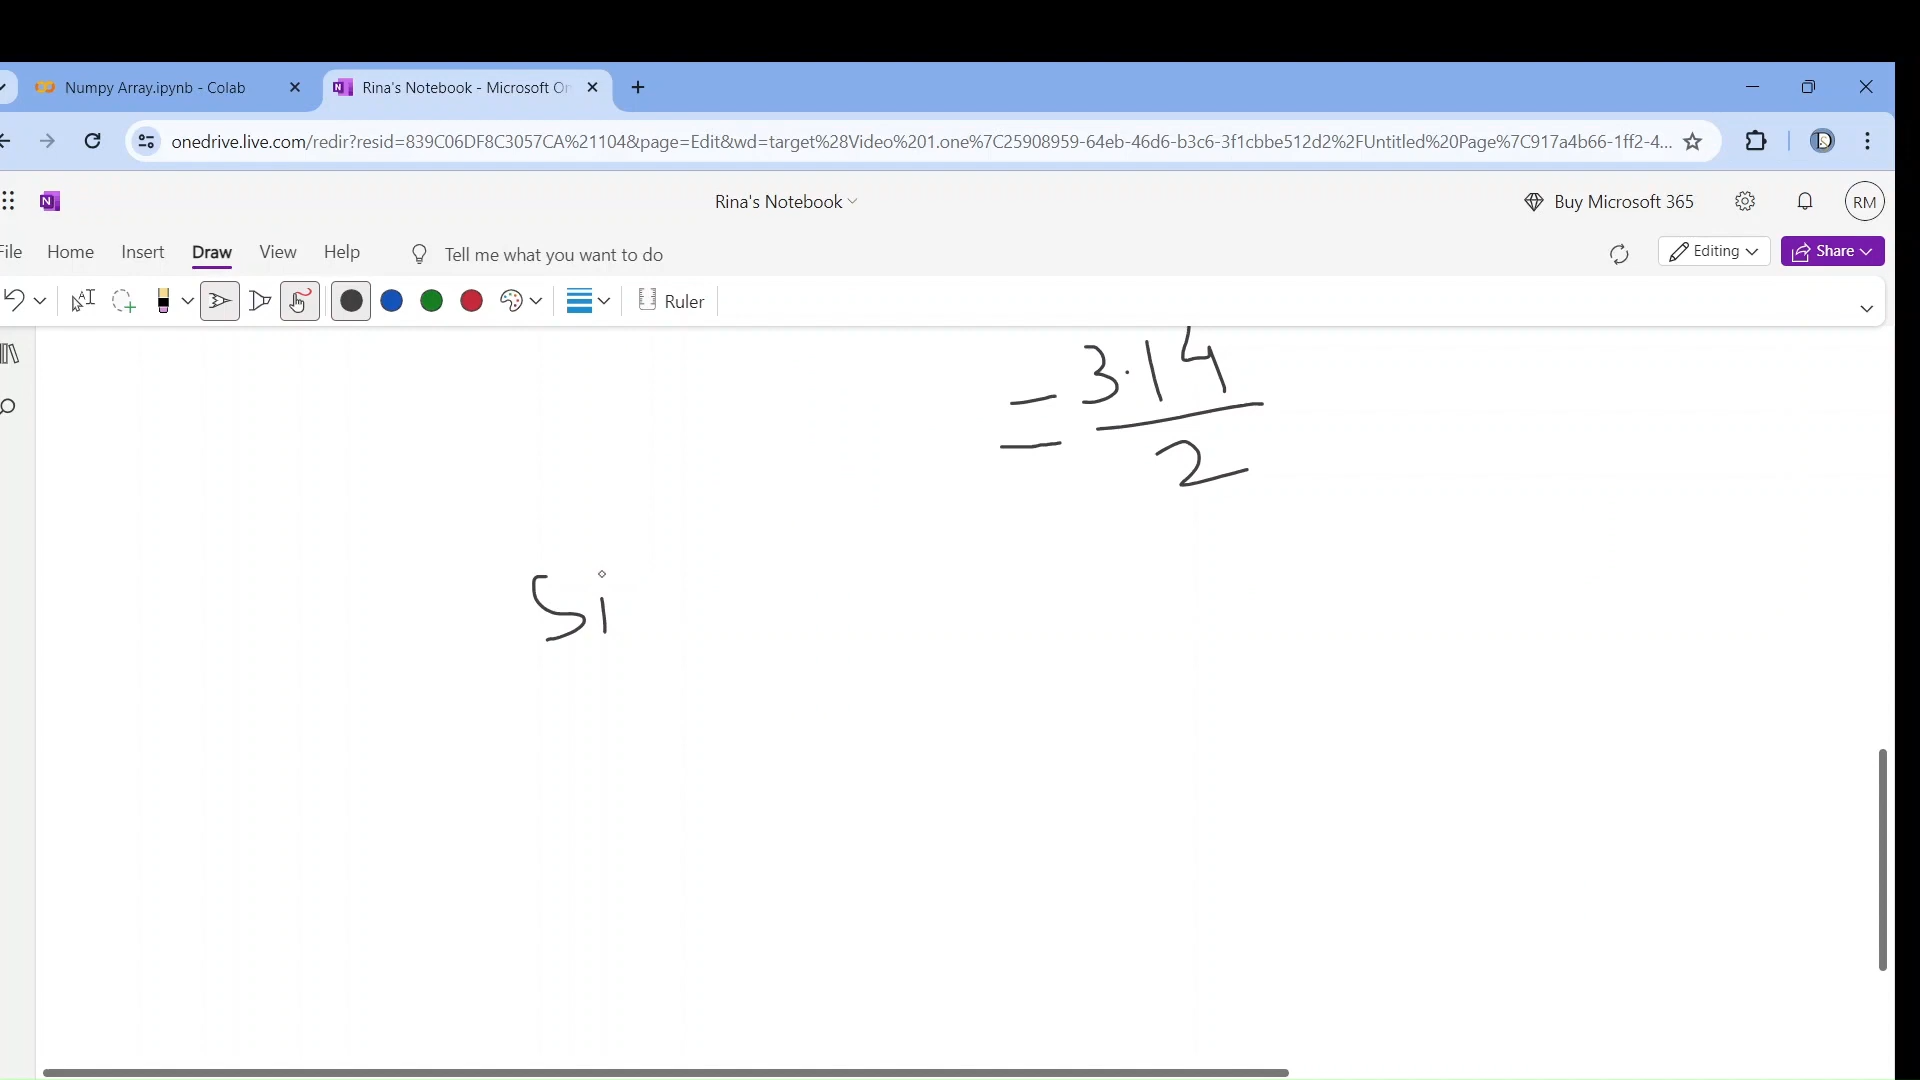 Numpy Array.ipynb - Colab
Rina's Notebook - Microsoft On
onedrive.live.com/redir?resid=839C06DF8C3057CA%21104&page=Edit&wd=target%28Video%201.one%7C25908959-64eb-46d6-b3c6-3f1cbbe512d2%2FUntitled%20Page%7C917a4b66-1ff2-4...
Rina's Notebook
Buy Microsoft 365
RM
File Home Insert Draw View Help Tell me what you want to do
Editing Share
Ruler
= 3.14
2
Si